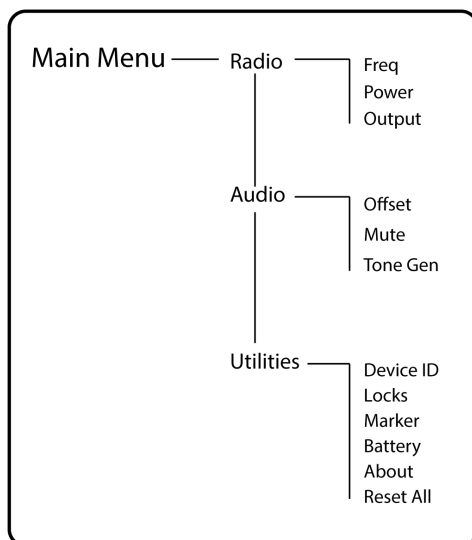 Main Menu
Radio
Freq
Power
Output
Audio
Offset
Mute
Tone Gen
Utilities
Device ID
Locks
Marker
Battery
About
Reset All